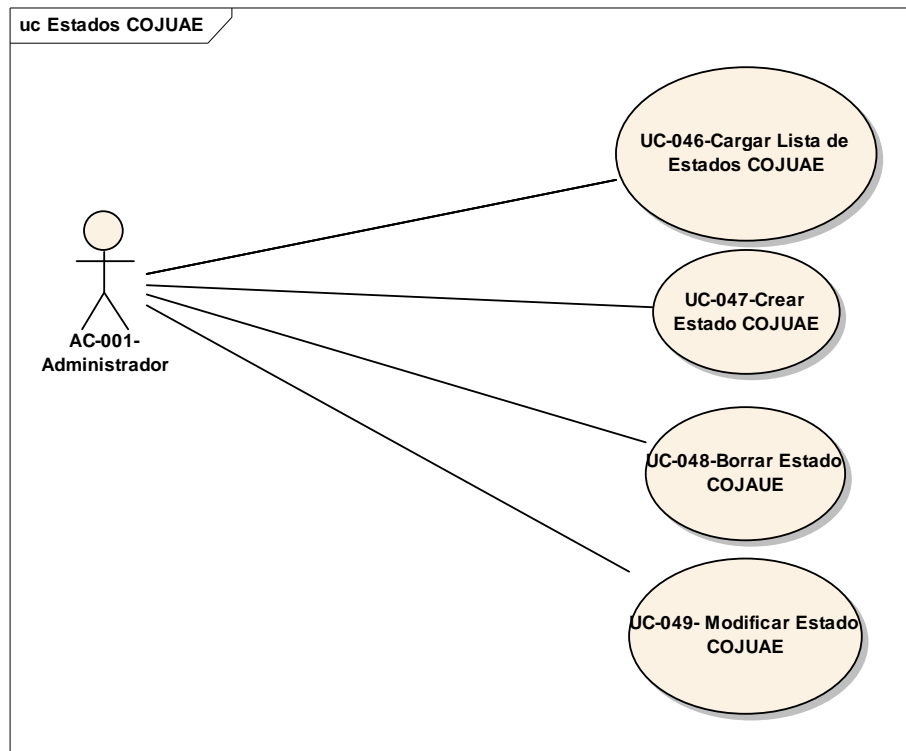 uc Estados COJUAE
UC-046-Cargar Lista de
Estados COJUAE
UC-047-Crear
Estado COJUAE
AC-001-
Administrador
UC-048-Borrar Estado
COJAUE
UC-049- Modificar Estado
COJUAE